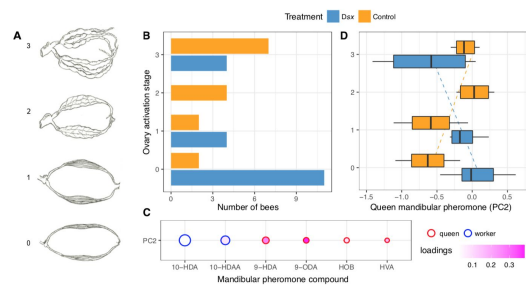 Treatment Dsx Control
A
3
2
1
0
B
Ovary activation stage
3
2
1
0
0 3 6 9
Number of bees
D
3
2
1
0
−1.5 −1.0 −0.5 0.0 0.5
Queen mandibular pheromone (PC2)
C
PC2
10−HDA 10−HDAA 9−HDA 9−ODA HOB HVA
Mandibular pheromone compound
queen worker
loadings
0.1 0.2 0.3